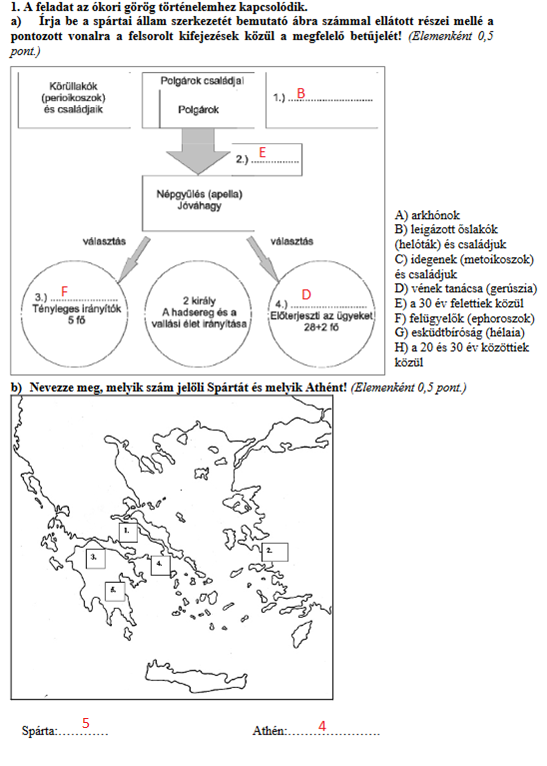 1. A feladat az ókori görög történelemhez kapcsolódik.
a) Írja be a spártai állam szerkezetét bemutató ábra számmal ellátott részei mellé a
pontozott vonalra a felsorolt kifejezések közül a megfelelő betűjelét! (Elemenként 0,5
pont.)
Körüllakók
(perioikoszok)
és családjaik
Polgárok családjai
Polgárok
1.) B
2.) E
Népgyűlés (apella)
Jóváhagy
választás
választás
3.) F
Tényleges irányítók
5 fő
2 király
A hadsereg és a
vallási élet irányítása
4.) D
Előterjeszti az ügyeket
28+2 fő
A) arkhónok
B) leigázott őslakók
(helóták) és családjuk
C) idegenek (metoikoszok)
és családjuk
D) vének tanácsa (gerúszia)
E) a 30 év felettiek közül
F) felügyelők (ephoroszok)
G) esküdtbíróság (hélaia)
H) a 20 és 30 év közöttiek
közül
b) Nevezze meg, melyik szám jelöli Spártát és melyik Athént! (Elemenként 0,5 pont.)
1.
2.
3.
4.
5.
Spárta:.....5.......
Athén:........4...............